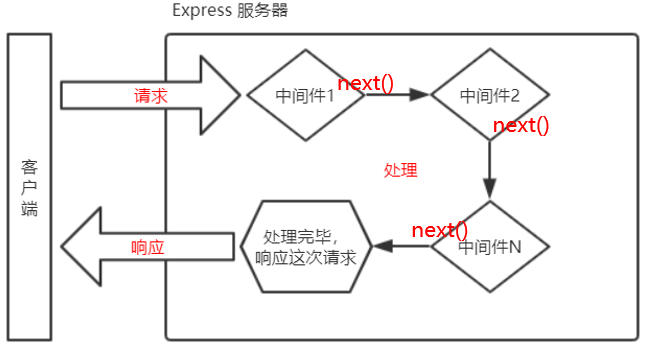 Express 服务器
客户端
请求
中间件1
next()
中间件2
next()
处理
next()
中间件N
处理完毕，
响应这次请求
响应